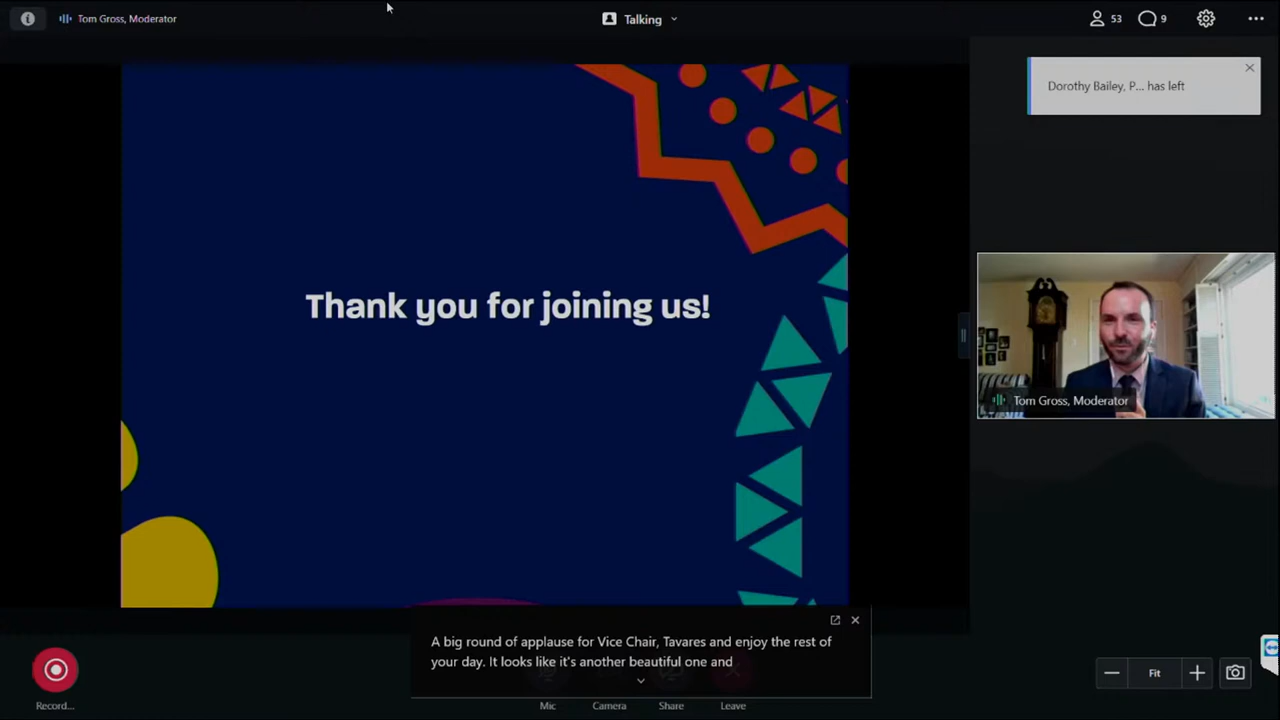 Tom Gross, Moderator
Talking
53
9
Dorothy Bailey, P... has left
Thank you for joining us!
Tom Gross, Moderator
A big round of applause for Vice Chair, Tavares and enjoy the rest of
your day. It looks like it's another beautiful one and
Record...
Mic
Camera
Share
Leave
Fit